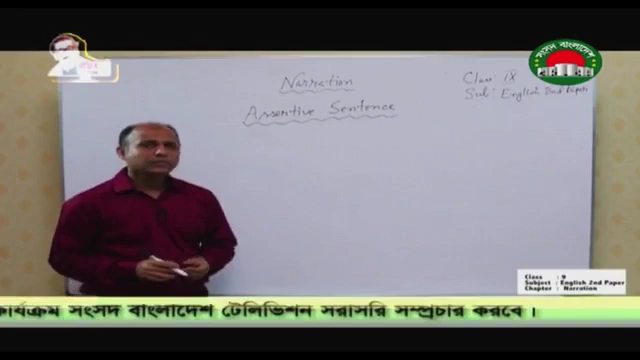 সংসদ বাংলাদেশ
Narration
Class IX
Sub: English 2nd Paper
Assertive Sentence
Class : 9
Subject : English 2nd Paper
Chapter : Narration
কার্যক্রম সংসদ বাংলাদেশ টেলিভিশন সরাসরি সম্প্রচার করবে।